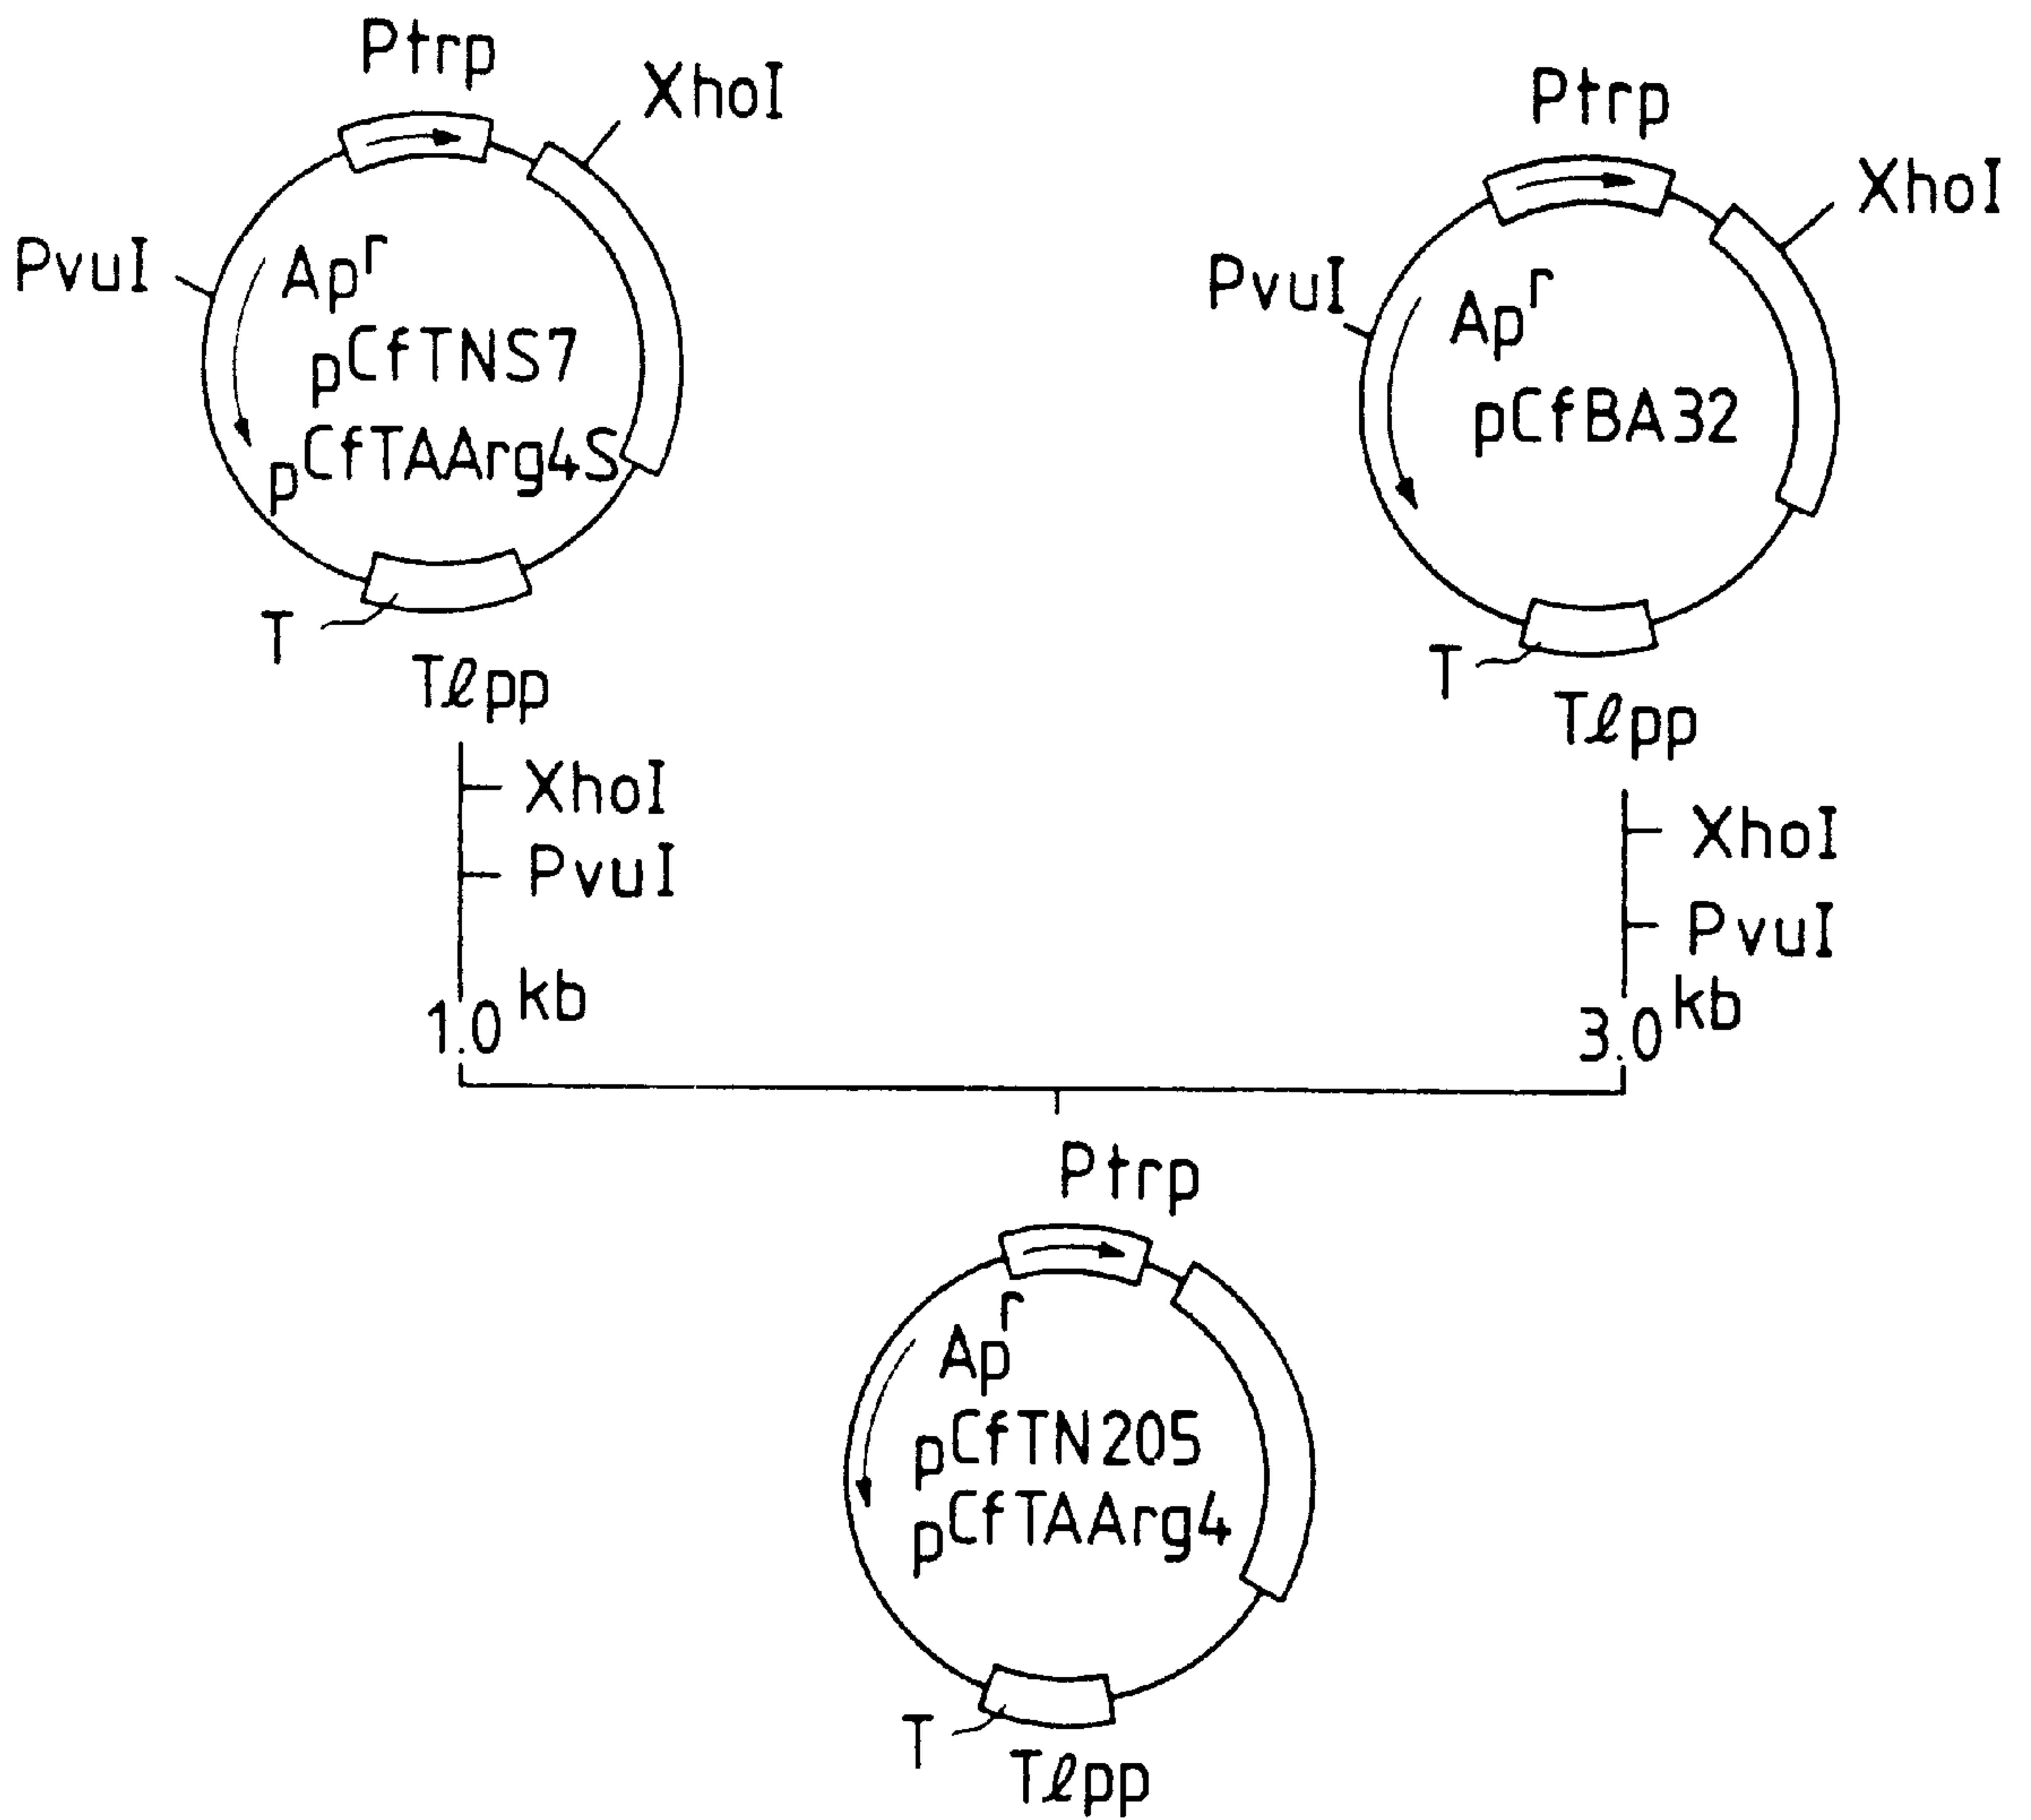 Ptrp
XhoI
PvuI
Apr
pCfTNS7
pCfTAArg4S
T
Tlpp
XhoI
PvuI
1.0 kb
Ptrp
XhoI
PvuI
Apr
pCfBA32
T
Tlpp
XhoI
PvuI
3.0 kb
Ptrp
Apr
pCfTN205
pCfTAArg4
T
Tlpp